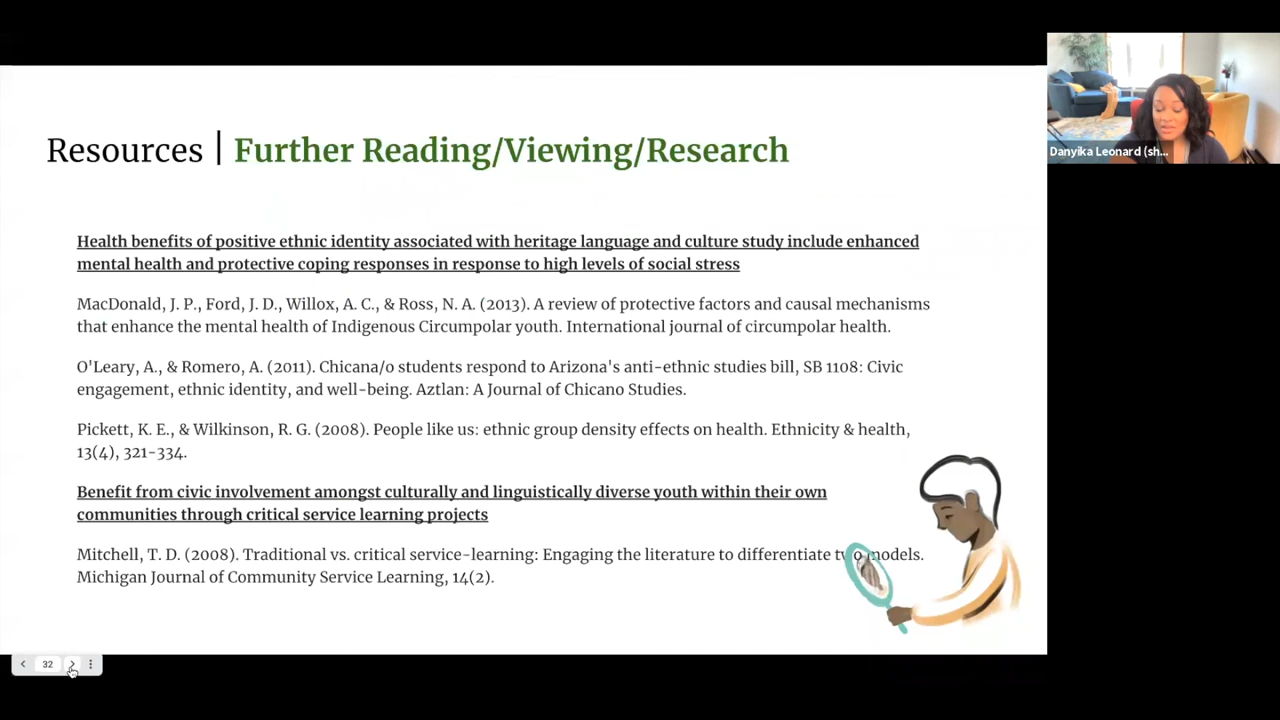 Resources | Further Reading/Viewing/Research
Danyika Leonard (sh...
Health benefits of positive ethnic identity associated with heritage language and culture study include enhanced
mental health and protective coping responses in response to high levels of social stress
MacDonald, J. P., Ford, J. D., Willox, A. C., & Ross, N. A. (2013). A review of protective factors and causal mechanisms
that enhance the mental health of Indigenous Circumpolar youth. International journal of circumpolar health.
O'Leary, A., & Romero, A. (2011). Chicana/o students respond to Arizona's anti-ethnic studies bill, SB 1108: Civic
engagement, ethnic identity, and well-being. Aztlan: A Journal of Chicano Studies.
Pickett, K. E., & Wilkinson, R. G. (2008). People like us: ethnic group density effects on health. Ethnicity & health,
13(4), 321-334.
Benefit from civic involvement amongst culturally and linguistically diverse youth within their own
communities through critical service learning projects
Mitchell, T. D. (2008). Traditional vs. critical service-learning: Engaging the literature to differentiate two models.
Michigan Journal of Community Service Learning, 14(2).
32